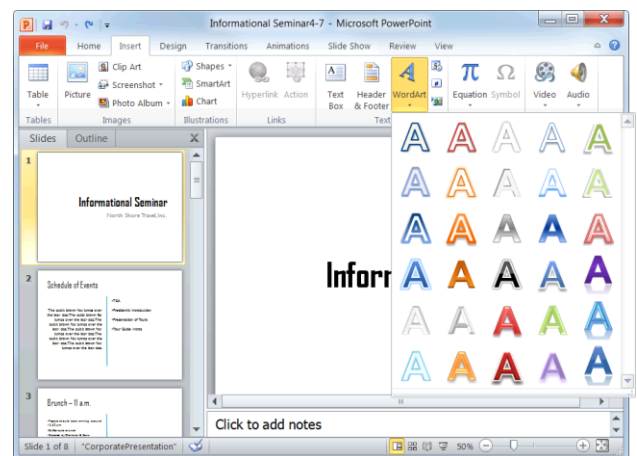 Informational Seminar4-7 - Microsoft PowerPoint
File Home Insert Design Transitions Animations Slide Show Review View
Table
Picture
Clip Art
Screenshot
Photo Album
Shapes
SmartArt
Chart
Hyperlink Action
Text Box
Header & Footer
WordArt
Equation Symbol
Video Audio
Tables Images Illustrations Links Text
Slides Outline
1
Informational Seminar
North Shore Travel, Inc.
2
Schedule of Events
3
Brunch - 11 a.m.
Infor
Click to add notes
Slide 1 of 8 "CorporatePresentation" 50%